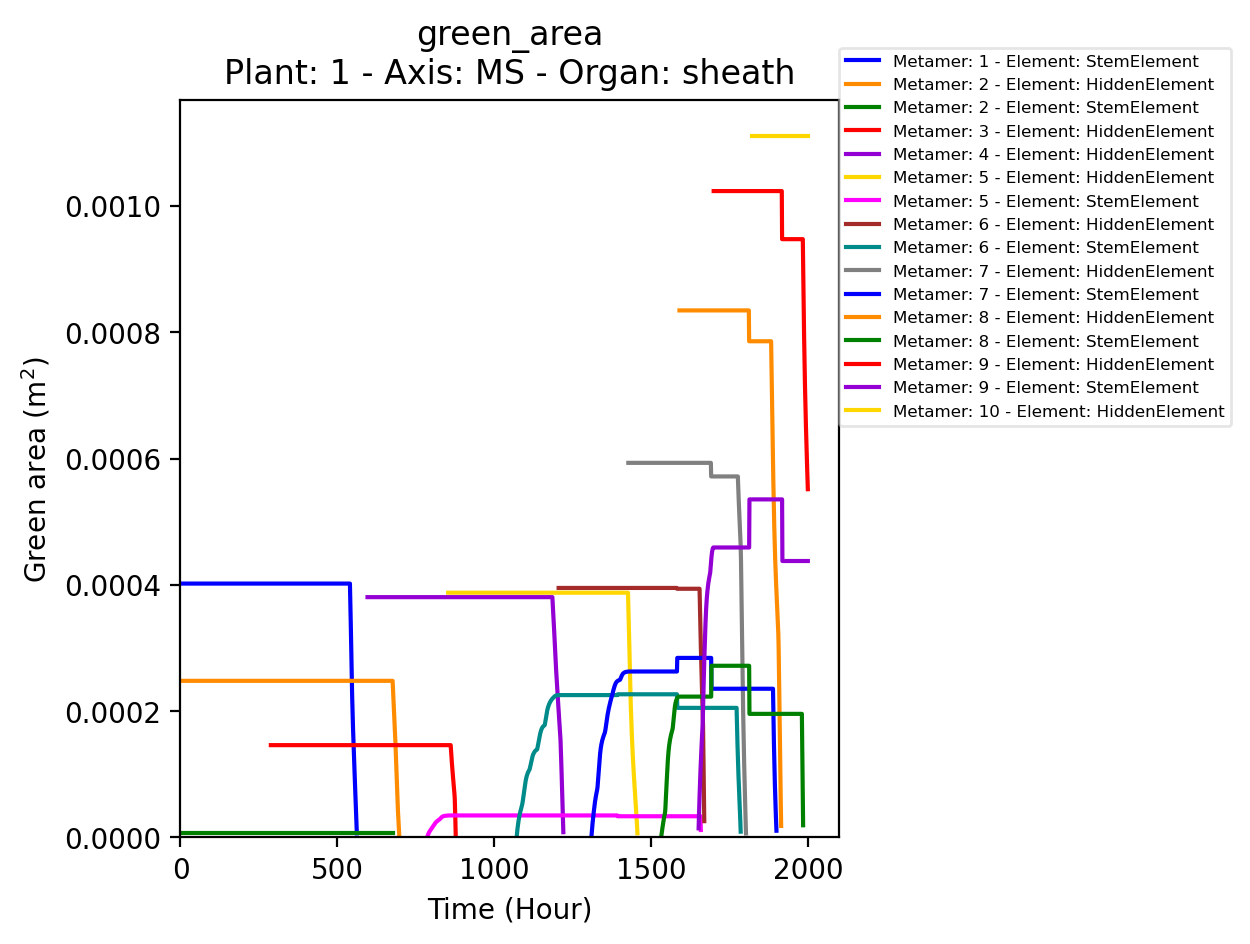 green_area
Plant: 1 - Axis: MS - Organ: sheath
Metamer: 1 - Element: StemElement
Metamer: 2 - Element: HiddenElement
Metamer: 2 - Element: StemElement
Metamer: 3 - Element: HiddenElement
Metamer: 4 - Element: HiddenElement
Metamer: 5 - Element: HiddenElement
Metamer: 5 - Element: StemElement
Metamer: 6 - Element: HiddenElement
Metamer: 6 - Element: StemElement
Metamer: 7 - Element: HiddenElement
Metamer: 7 - Element: StemElement
Metamer: 8 - Element: HiddenElement
Metamer: 8 - Element: StemElement
Metamer: 9 - Element: HiddenElement
Metamer: 9 - Element: StemElement
Metamer: 10 - Element: HiddenElement
Green area (m²)
0.0010
0.0008
0.0006
0.0004
0.0002
0.0000
0 500 1000 1500 2000
Time (Hour)